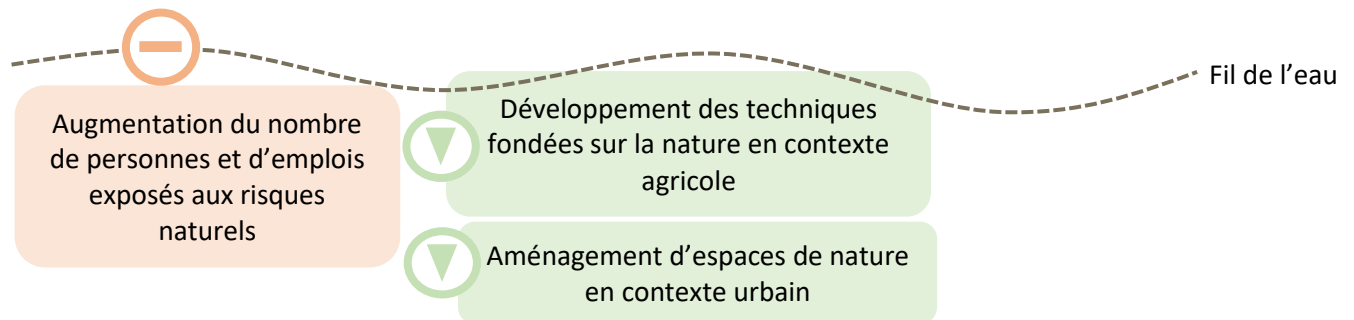 Fil de l’eau
Augmentation du nombre
de personnes et d’emplois
exposés aux risques
naturels
Développement des techniques
fondées sur la nature en contexte
agricole
Aménagement d’espaces de nature
en contexte urbain